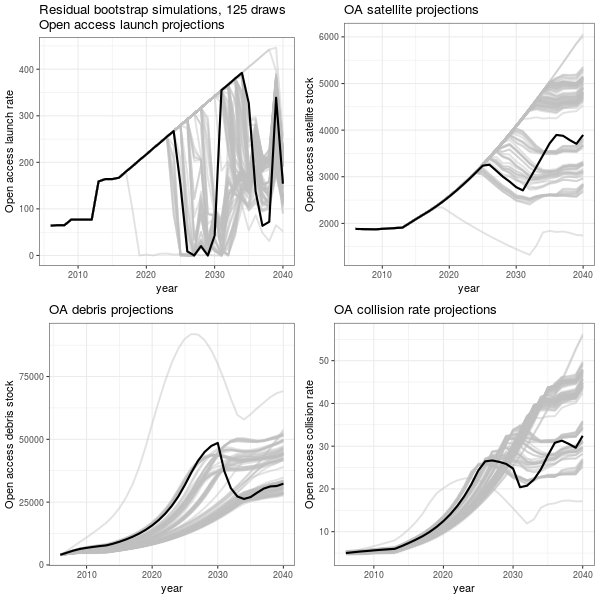 Residual bootstrap simulations, 125 draws
Open access launch projections
Open access launch rate
400
300
200
100
0
2010 2020 2030 2040
year
OA satellite projections
Open access satellite stock
6000
5000
4000
3000
2000
2010 2020 2030 2040
year
OA debris projections
Open access debris stock
75000
50000
25000
0
2010 2020 2030 2040
year
OA collision rate projections
Open access collision rate
50
40
30
20
10
2010 2020 2030 2040
year